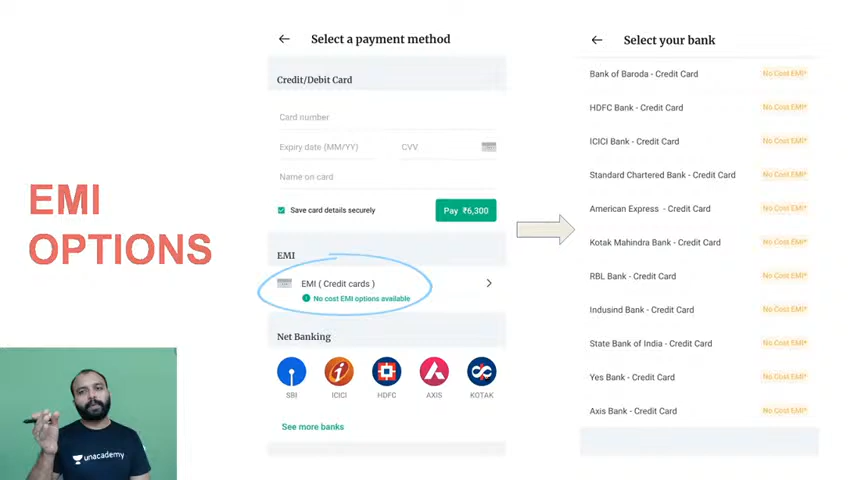 EMI
OPTIONS
Select a payment method
Credit/Debit Card
Card number
Expiry date (MM/YY) CVV
Name on card
Save card details securely
Pay ₹6,300
EMI
EMI ( Credit cards )
No cost EMI options available
Net Banking
SBI ICICI HDFC AXIS KOTAK
See more banks
Select your bank
Bank of Baroda - Credit Card No Cost EMI*
HDFC Bank - Credit Card No Cost EMI*
ICICI Bank - Credit Card No Cost EMI*
Standard Chartered Bank - Credit Card No Cost EMI*
American Express - Credit Card No Cost EMI*
Kotak Mahindra Bank - Credit Card No Cost EMI*
RBL Bank - Credit Card No Cost EMI*
Indusind Bank - Credit Card No Cost EMI*
State Bank of India - Credit Card No Cost EMI*
Yes Bank - Credit Card No Cost EMI*
Axis Bank - Credit Card No Cost EMI*
unacademy